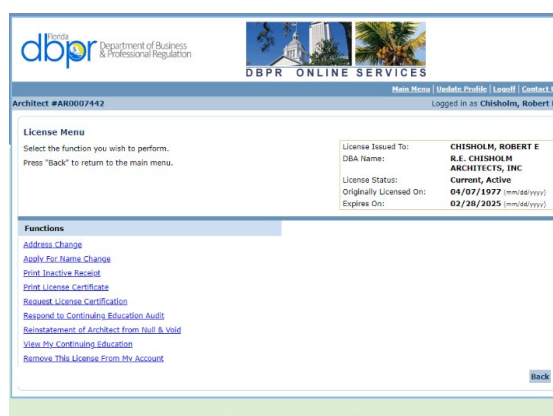 Florida
dbpr Department of Business
& Professional Regulation
DBPR ONLINE SERVICES
Main Menu | Update Profile | Logoff | Contact
Architect #AR0007442
Logged in as Chisholm, Robert
License Menu
Select the function you wish to perform.
Press "Back" to return to the main menu.
License Issued To: CHISHOLM, ROBERT E
DBA Name: R.E. CHISHOLM
ARCHITECTS, INC
License Status: Current, Active
Originally Licensed On: 04/07/1977 (mm/dd/yyyy)
Expires On: 02/28/2025 (mm/dd/yyyy)
Functions
Address Change
Apply For Name Change
Print Inactive Receipt
Print License Certificate
Request License Certification
Respond to Continuing Education Audit
Reinstatement of Architect from Null & Void
View My Continuing Education
Remove This License From My Account
Back